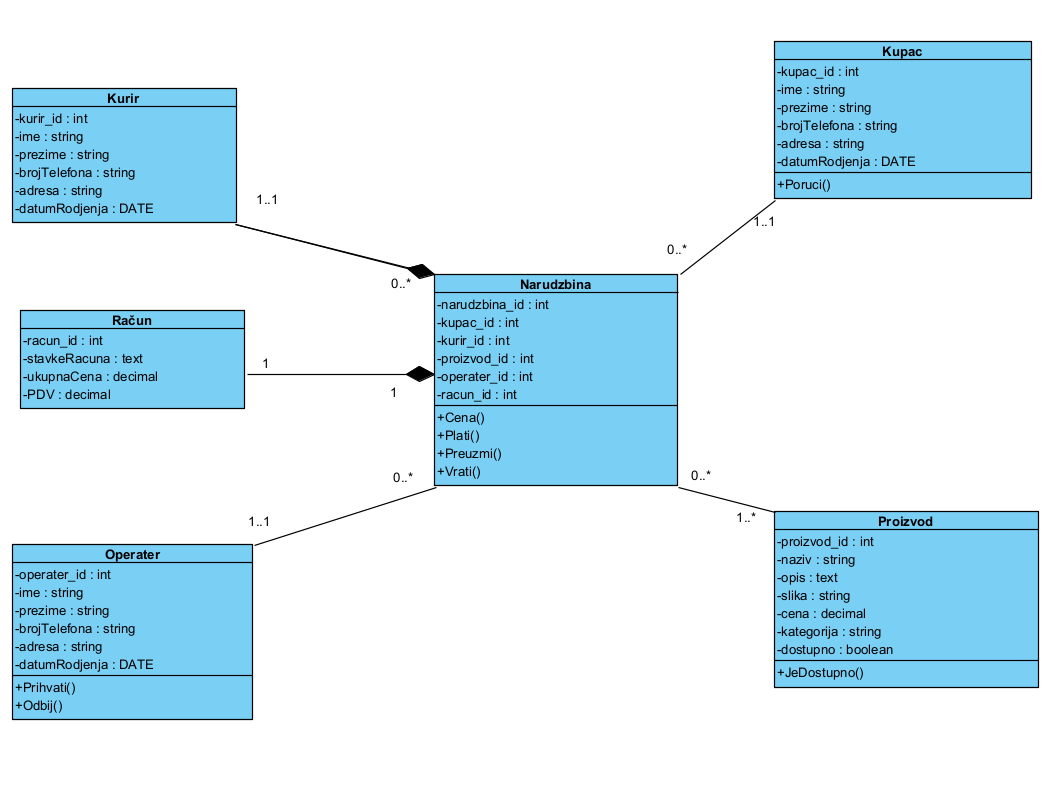 Kurir
-kurir_id : int
-ime : string
-prezime : string
-brojTelefona : string
-adresa : string
-datumRodjenja : DATE
1..1
0..*
Kupac
-kupac_id : int
-ime : string
-prezime : string
-brojTelefona : string
-adresa : string
-datumRodjenja : DATE
+Poruci()
1..1
0..*
Narudzbina
-narudzbina_id : int
-kupac_id : int
-kurir_id : int
-proizvod_id : int
-operater_id : int
-racun_id : int
+Cena()
+Plati()
+Preuzmi()
+Vrati()
Račun
-racun_id : int
-stavkeRacuna : text
-ukupnaCena : decimal
-PDV : decimal
1
1
0..*
1..1
Operater
-operater_id : int
-ime : string
-prezime : string
-brojTelefona : string
-adresa : string
-datumRodjenja : DATE
+Prihvati()
+Odbij()
0..*
1..*
Proizvod
-proizvod_id : int
-naziv : string
-opis : text
-slika : string
-cena : decimal
-kategorija : string
-dostupno : boolean
+JeDostupno()